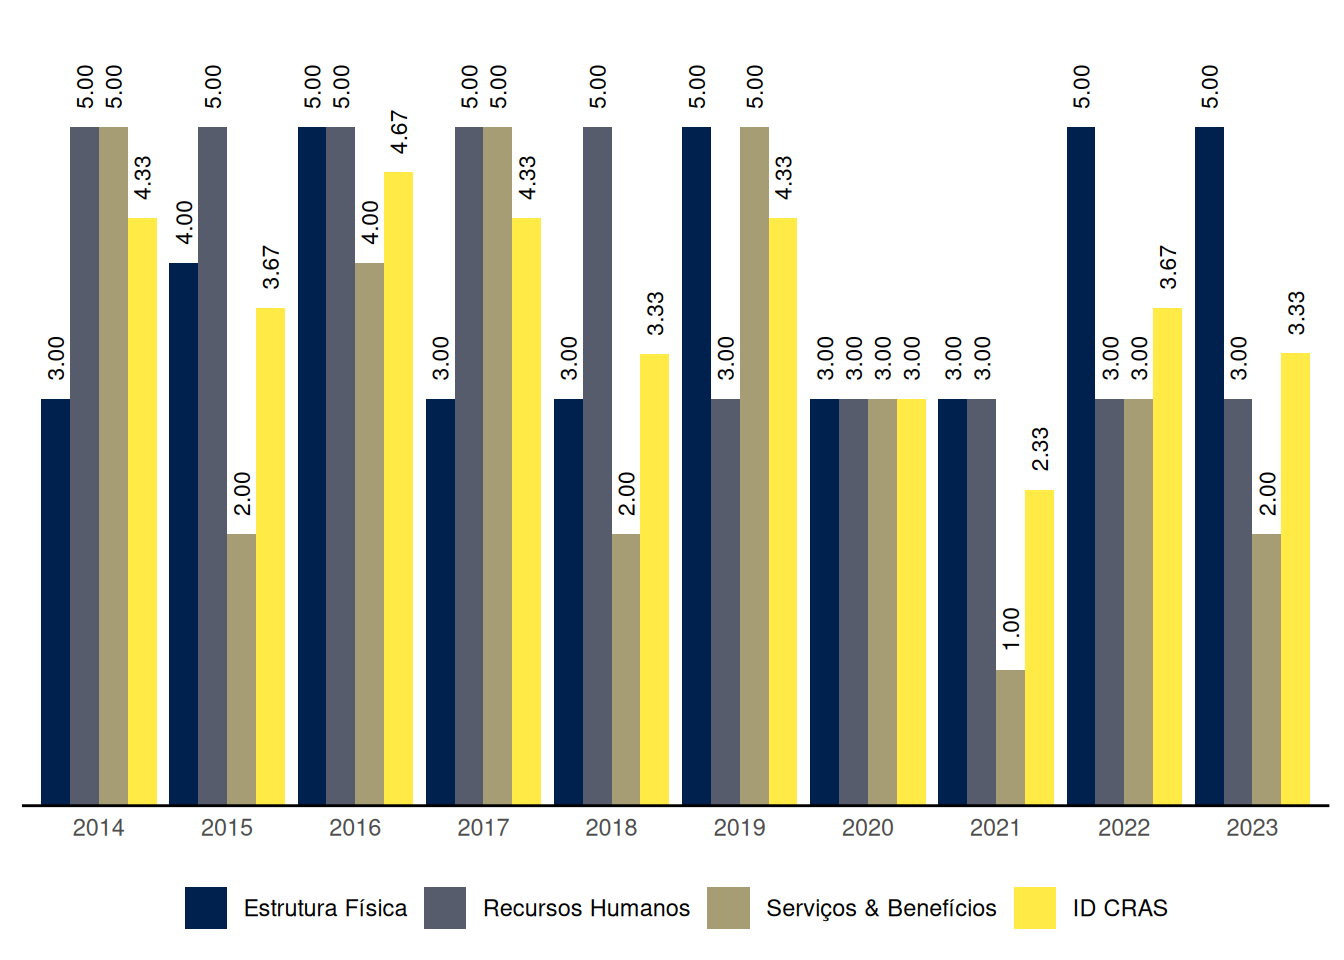 3.00 5.00 5.00 4.33 4.00 5.00 2.00 3.67 5.00 5.00 4.00 4.67 3.00 5.00 5.00 4.33 3.00 5.00 2.00 3.33 5.00 3.00 5.00 4.33 3.00 3.00 3.00 3.00 3.00 3.00 1.00 2.33 5.00 3.00 3.00 3.67 5.00 3.00 2.00 3.33
2014 2015 2016 2017 2018 2019 2020 2021 2022 2023
Estrutura Física Recursos Humanos Serviços & Benefícios ID CRAS